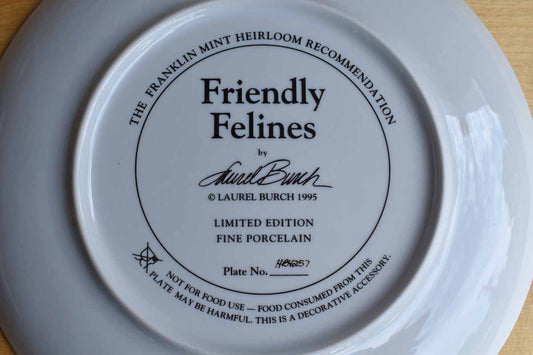 THE FRANKLIN MINT HEIRLOOM RECOMMENDATION
Friendly
Felines
by
Laurel Burch
© LAUREL BURCH 1995
LIMITED EDITION
FINE PORCELAIN
Plate No.
NOT FOR FOOD USE — FOOD CONSUMED FROM THIS
PLATE MAY BE HARMFUL. THIS IS A DECORATIVE ACCESSORY.